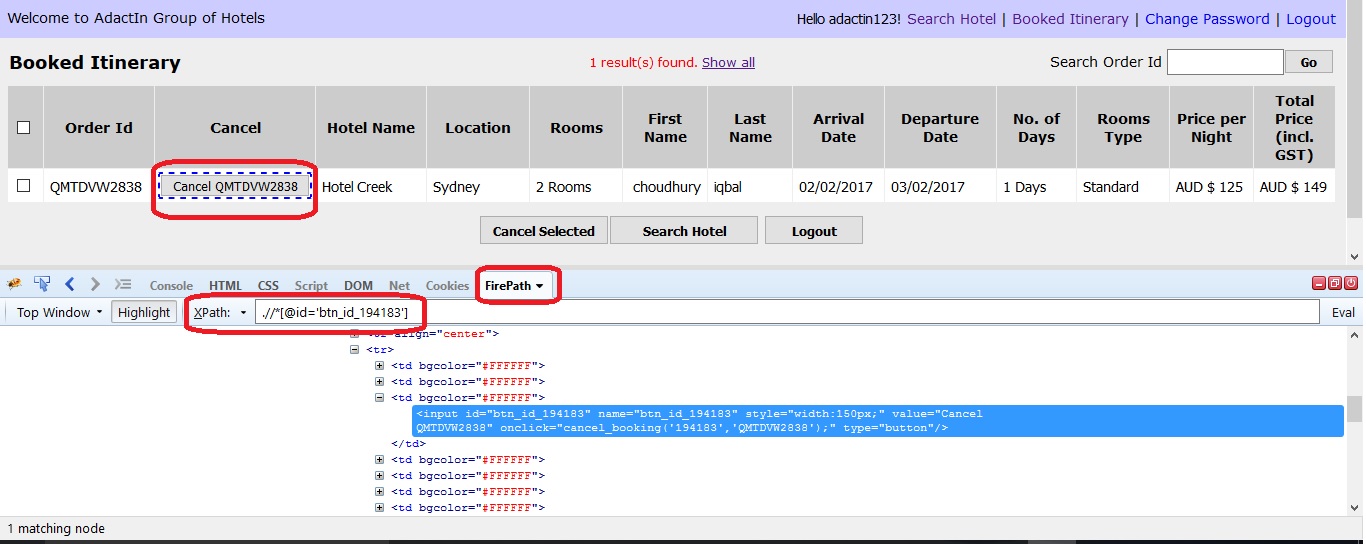 Welcome to AdactIn Group of Hotels
Hello adactin123! Search Hotel | Booked Itinerary | Change Password | Logout
Booked Itinerary
1 result(s) found. Show all
Search Order Id Go
Order Id Cancel Hotel Name Location Rooms First Name Last Name Arrival Date Departure Date No. of Days Rooms Type Price per Night Total Price (incl. GST)
QMTDVW2838 Cancel QMTDVW2838 Hotel Creek Sydney 2 Rooms choudhury iqbal 02/02/2017 03/02/2017 1 Days Standard AUD $ 125 AUD $ 149
Cancel Selected Search Hotel Logout
Console HTML CSS Script DOM Net Cookies FirePath
Top Window Highlight XPath: .//*[@id='btn_id_194183'] Eval
align="center">
<tr>
<td bgcolor="#FFFFFF">
<td bgcolor="#FFFFFF">
<td bgcolor="#FFFFFF">
<input id="btn_id_194183" name="btn_id_194183" style="width:150px;" value="Cancel
QMTDVW2838" onclick="cancel_booking('194183','QMTDVW2838');" type="button"/>
</td>
<td bgcolor="#FFFFFF">
<td bgcolor="#FFFFFF">
<td bgcolor="#FFFFFF">
<td bgcolor="#FFFFFF">
1 matching node